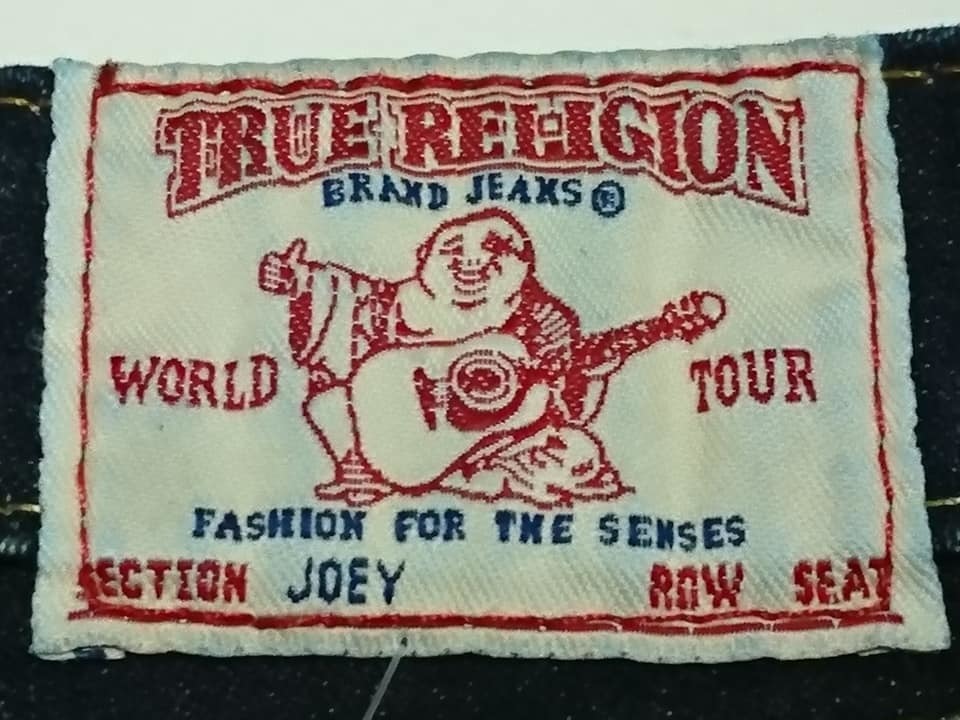 TRUE RELIGION
BRAND JEANS ®
WORLD TOUR
FASHION FOR THE SENSES
SECTION JOEY ROW SEAT